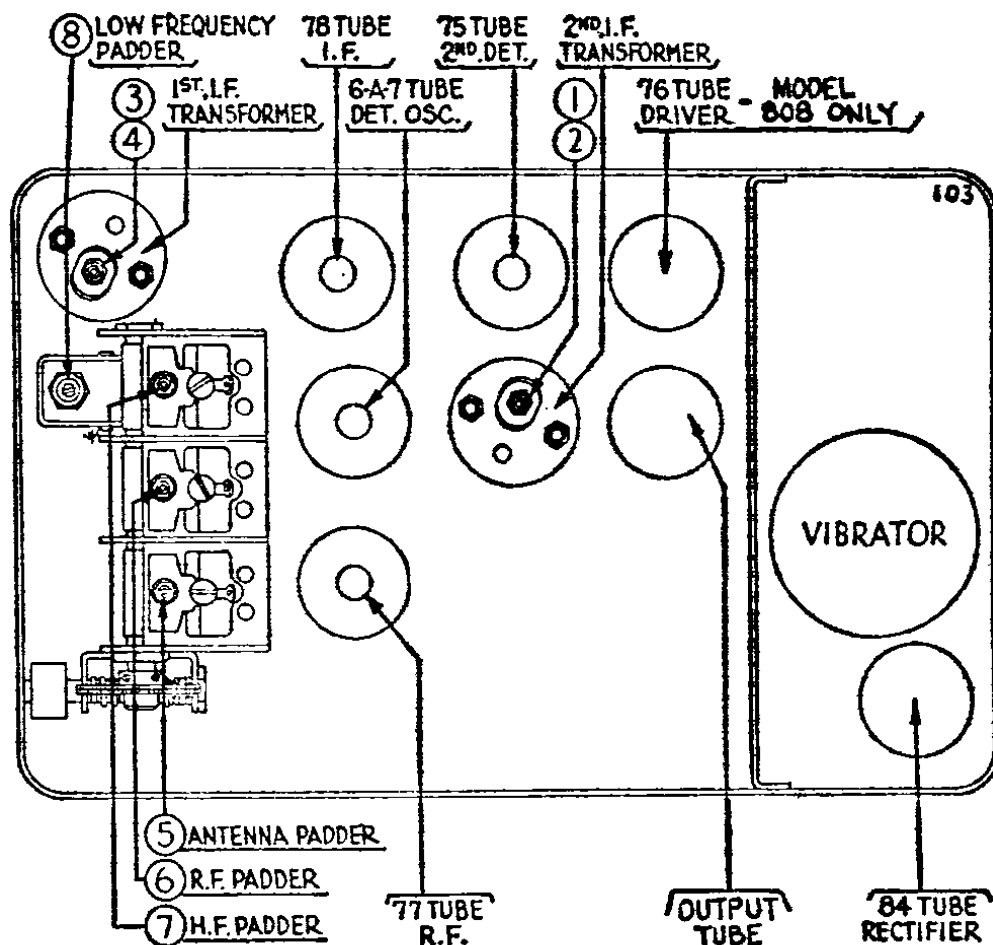 ⑧ LOW FREQUENCY
PADDER
78 TUBE
I.F.
75 TUBE
2ND. DET.
2ND. I.F.
TRANSFORMER
③
④
1ST. I.F.
TRANSFORMER
6-A-7 TUBE
DET. OSC.
①
②
76 TUBE
DRIVER - MODEL
808 ONLY
103
VIBRATOR
⑤ ANTENNA PADDER
⑥ R.F. PADDER
⑦ H.F. PADDER
77 TUBE
R.F.
OUTPUT
TUBE
84 TUBE
RECTIFIER